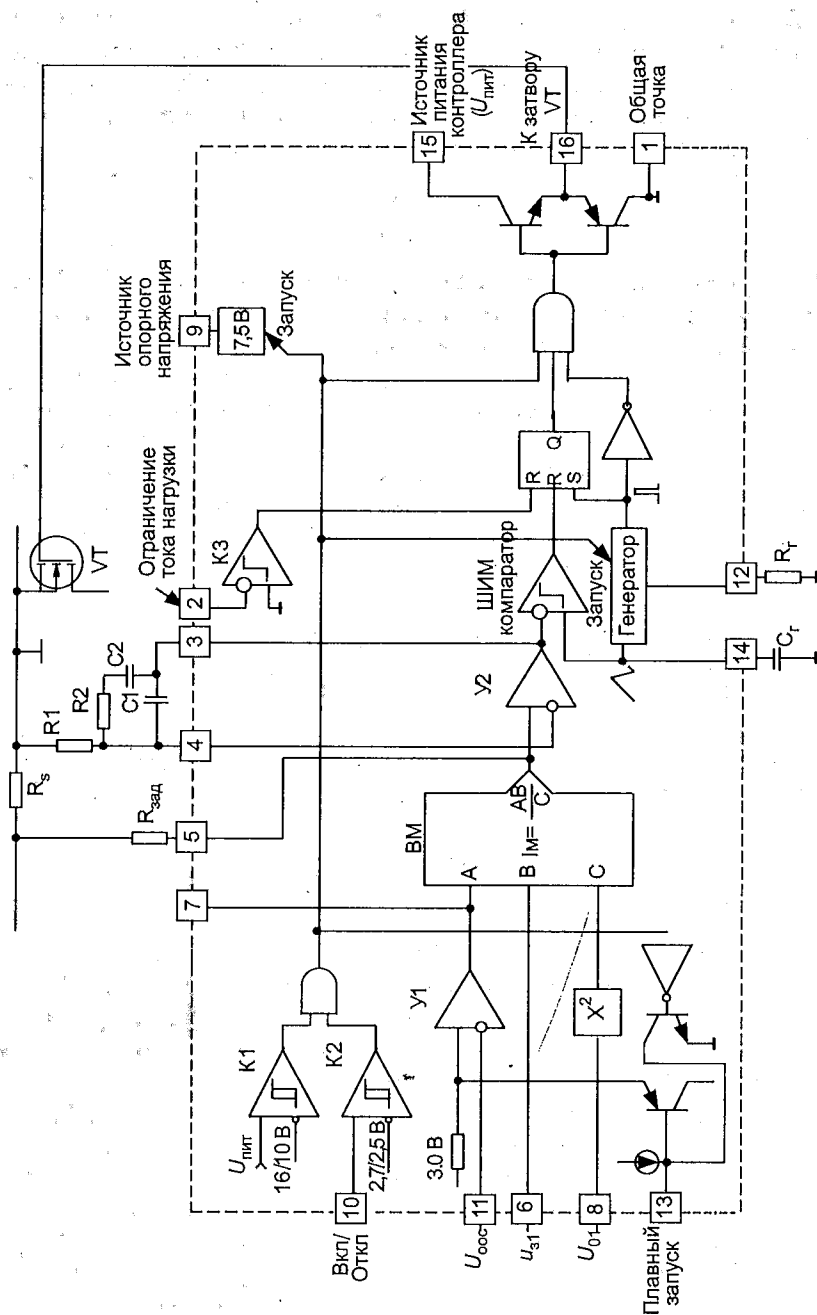 Источник
питания
контроллера
(Uпит)
К затвору
VT
Общая
точка
15
16
1
Источник
опорного
напряжения
9
7,5 В
Запуск
VT
Ограничение
тока нагрузки
2
К3
3
R1
R2
C2
C1
4
Rs
Rзад
5
7
R
R
S
Q
ШИМ
компаратор
Запуск
Генератор
12
Rг
14
Cг
У2
ВМ
Iм= AB/C
A
B
C
К1
К2
Uпит
16/10 В
2,7/2,5 В
10
Вкл/
Откл
У1
3.0 В
X²
Uоос
11
uз1
6
U01
8
13
Плавный
запуск